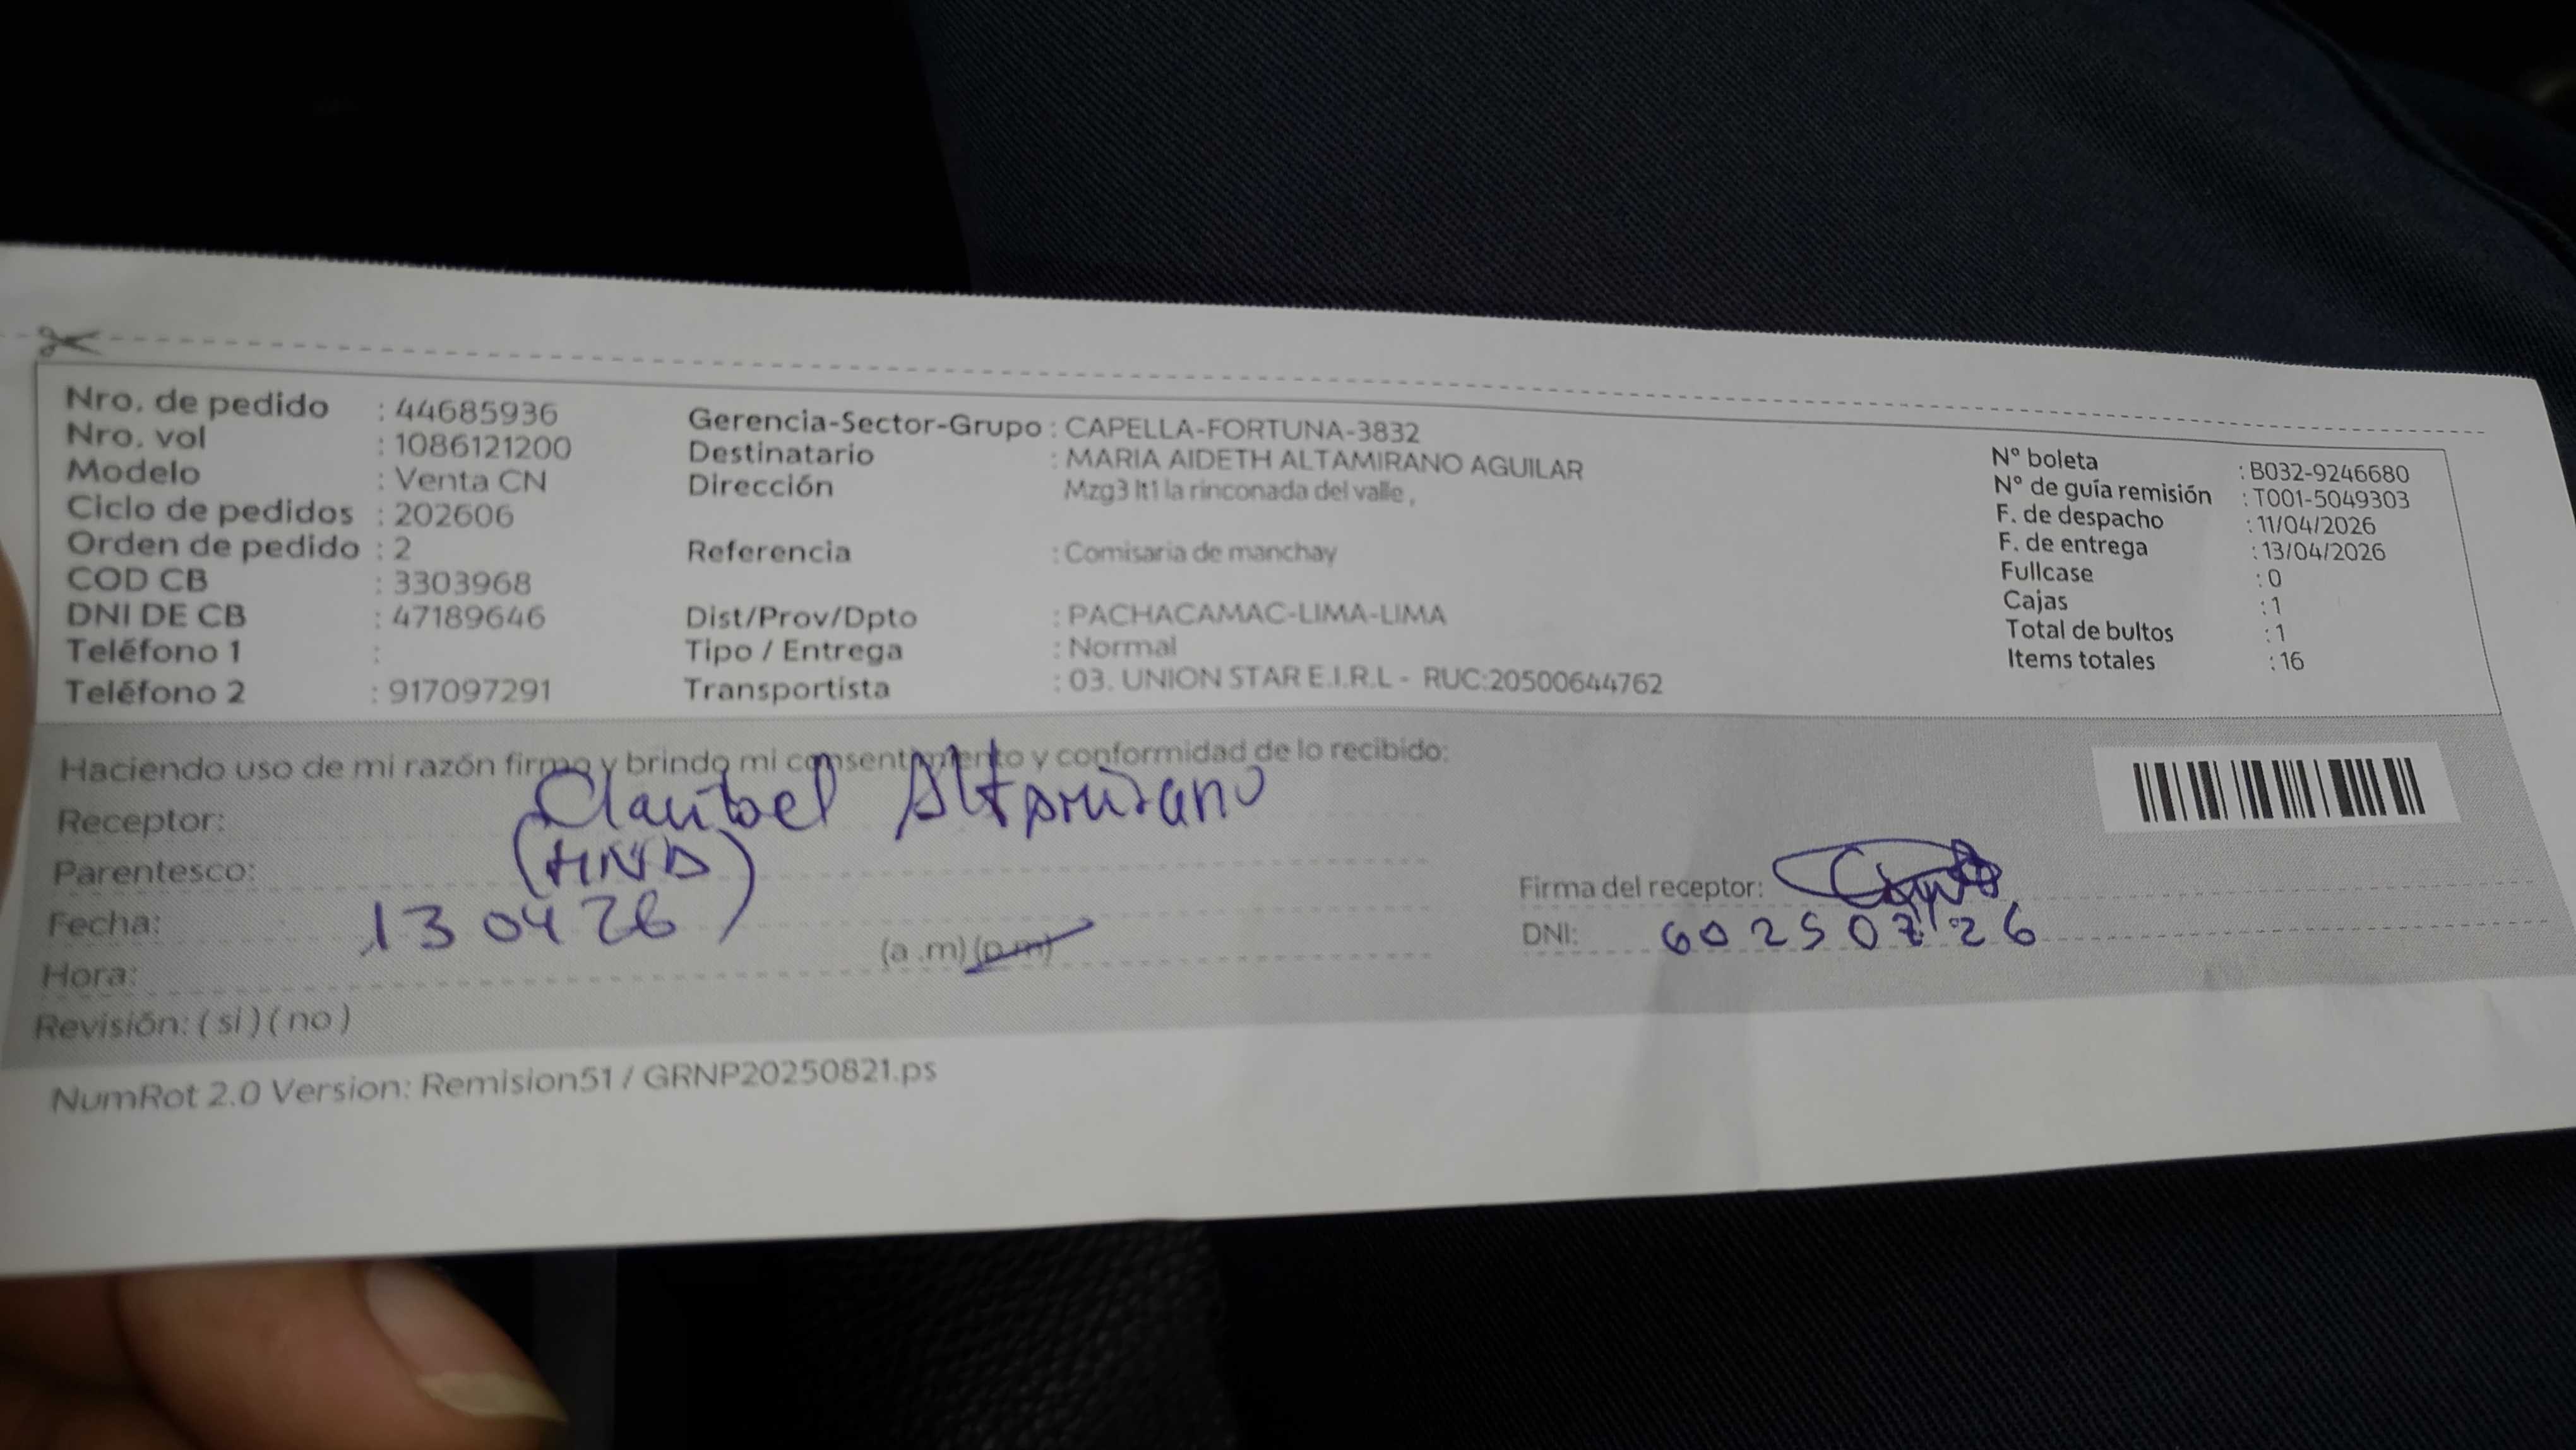 Nro. de pedido : 44685936
Nro. vol : 1086121200
Modelo : Venta CN
Ciclo de pedidos : 202606
Orden de pedido : 2
COD CB : 3303968
DNI DE CB : 47189646
Teléfono 1 :
Teléfono 2 : 917097291
Gerencia-Sector-Grupo : CAPELLA-FORTUNA-3832
Destinatario : MARIA AIDETH ALTAMIRANO AGUILAR
Dirección Mzg3 lt1 la rinconada del valle ,
Referencia : Comisaria de manchay
Dist/Prov/Dpto : PACHACAMAC-LIMA-LIMA
Tipo / Entrega : Normal
Transportista : 03. UNION STAR E.I.R.L - RUC:20500644762
N° boleta : B032-9246680
N° de guía remisión : T001-5049303
F. de despacho : 11/04/2026
F. de entrega : 13/04/2026
Fullcase : 0
Cajas : 1
Total de bultos : 1
Items totales : 16
Haciendo uso de mi razón firmo y brindo mi consentimiento y conformidad de lo recibido:
Receptor: Altamirano
Parentesco:
Fecha: 13 04 26
Hora: (a .m) (p.m)
Revisión: ( si ) ( no )
Firma del receptor:
DNI: 60250726
NumRot 2.0 Version: Remision51 / GRNP20250821.ps